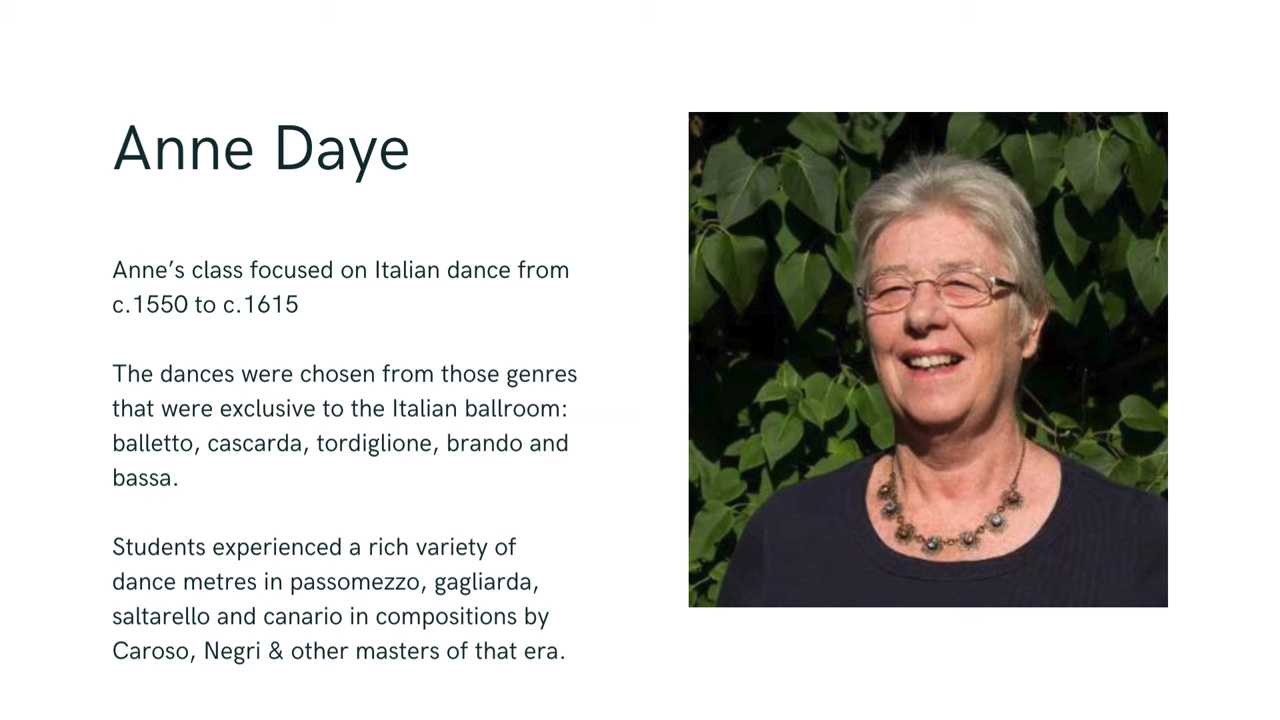 Anne Daye
Anne’s class focused on Italian dance from
c.1550 to c.1615
The dances were chosen from those genres
that were exclusive to the Italian ballroom:
balletto, cascarda, tordiglione, brando and
bassa.
Students experienced a rich variety of
dance metres in passomezzo, gagliarda,
saltarello and canario in compositions by
Caroso, Negri & other masters of that era.